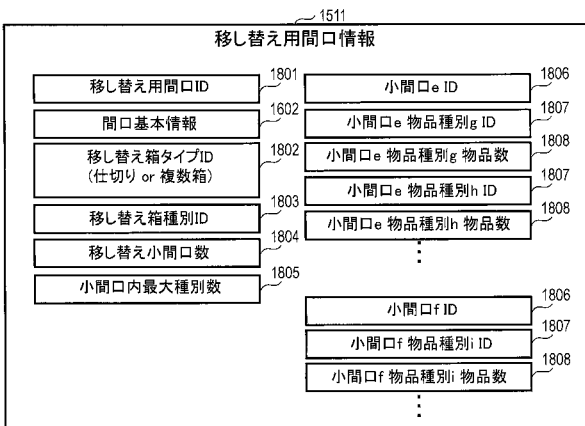 1511
移し替え用間口情報
移し替え用間口ID
1801
間口基本情報
1602
移し替え箱タイプID
(仕切り or 複数箱)
1802
移し替え箱種別ID
1803
移し替え小間口数
1804
小間口内最大種別数
1805
小間口e ID
1806
小間口e 物品種別g ID
1807
小間口e 物品種別g 物品数
1808
小間口e 物品種別h ID
1807
小間口e 物品種別h 物品数
1808
小間口f ID
1806
小間口f 物品種別i ID
1807
小間口f 物品種別i 物品数
1808